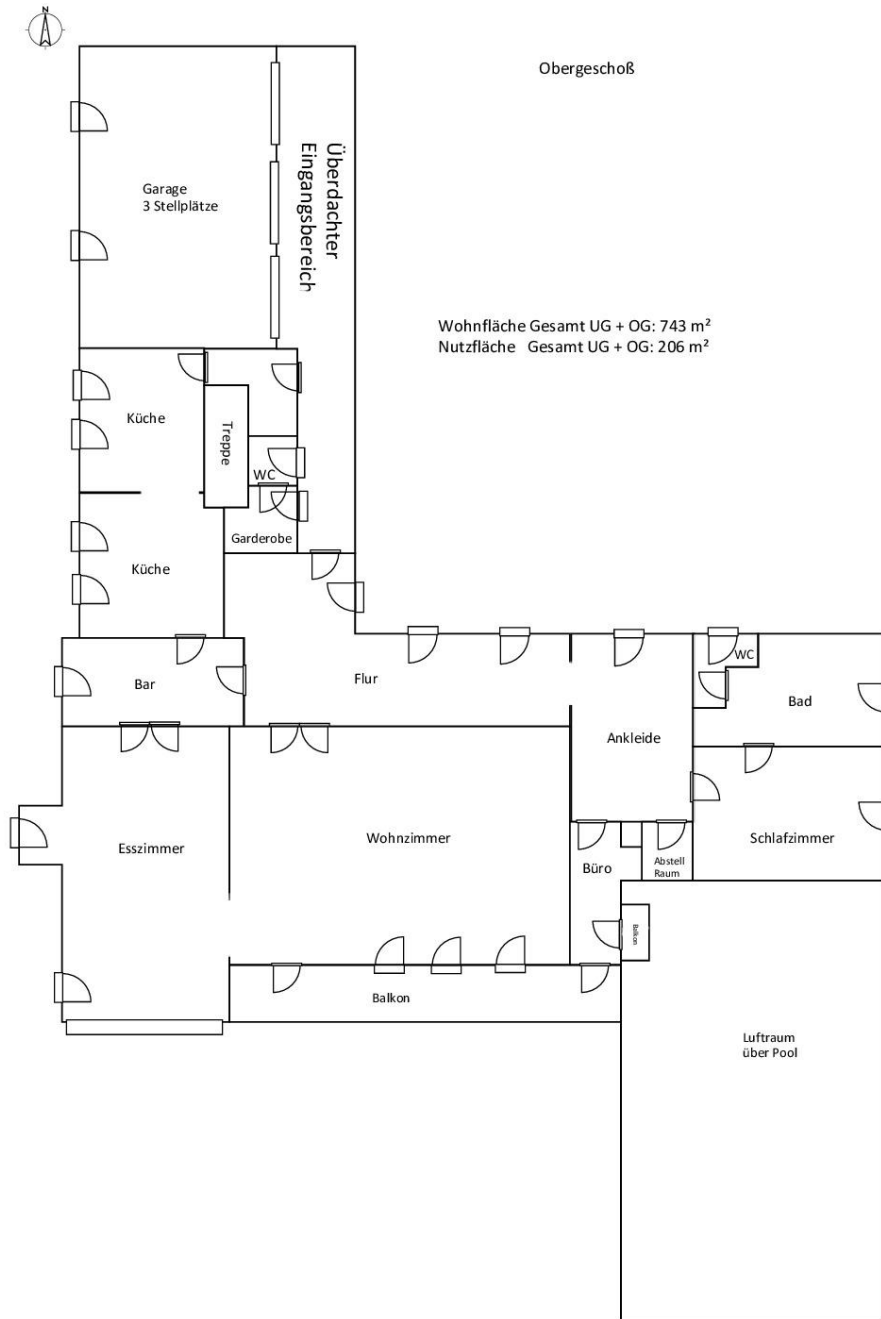 N
Obergeschoß
Überdachter
Eingangsbereich
Garage
3 Stellplätze
Wohnfläche Gesamt UG + OG: 743 m²
Nutzfläche Gesamt UG + OG: 206 m²
Küche
Treppe
WC
Garderobe
Küche
WC
Bar
Flur
Bad
Ankleide
Wohnzimmer
Schlafzimmer
Esszimmer
Büro
Abstell
Raum
Balkon
Balkon
Luftraum
über Pool